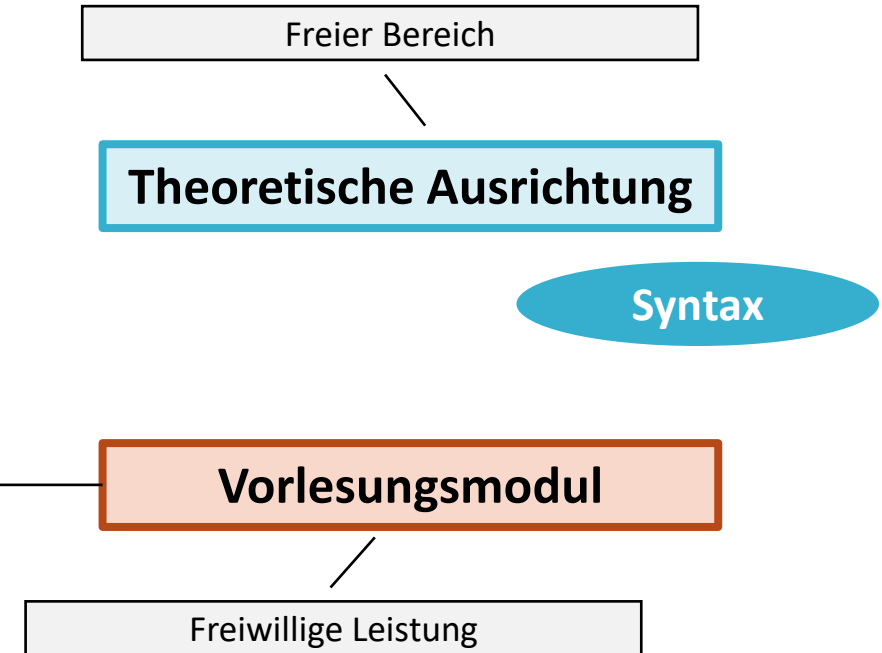 Freier Bereich
Theoretische Ausrichtung
Syntax
Vorlesungsmodul
Freiwillige Leistung